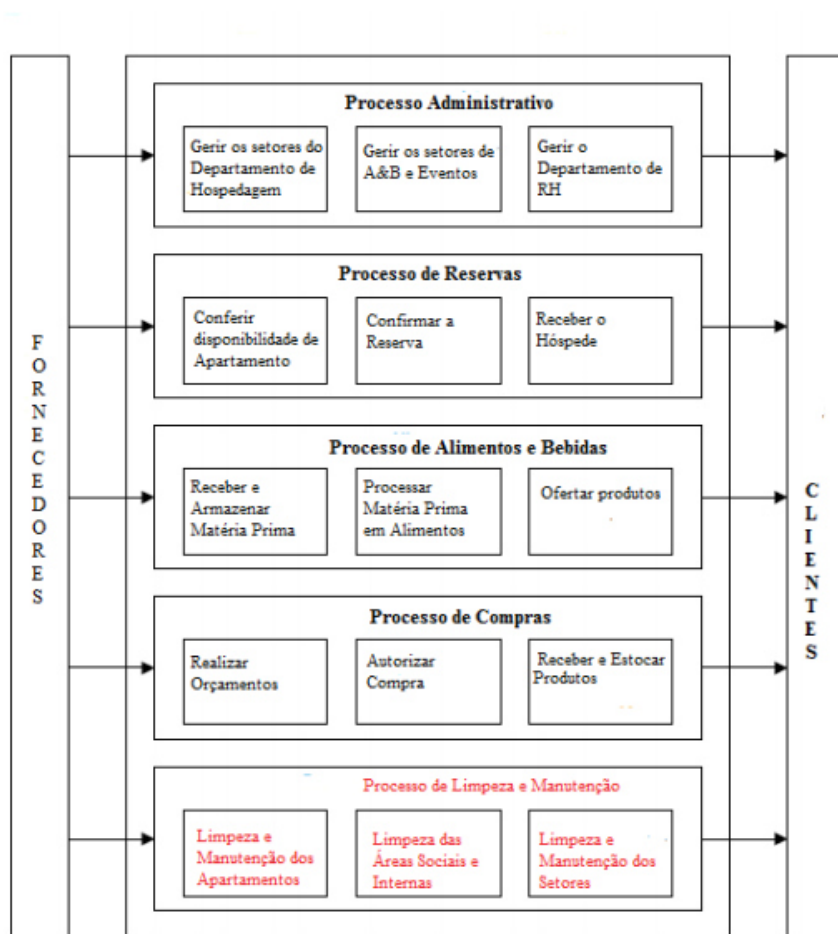 FORNECEDORES
Processo Administrativo
Gerir os setores do
Departamento de
Hospedagem
Gerir os setores de
A&B e Eventos
Gerir o
Departamento de
RH
Processo de Reservas
Conferir
disponibilidade de
Apartamento
Confirmar a
Reserva
Receber o
Hóspede
Processo de Alimentos e Bebidas
Receber e
Armazenar
Matéria Prima
Processar
Matéria Prima
em Alimentos
Ofertar produtos
Processo de Compras
Realizar
Orçamentos
Autorizar
Compra
Receber e Estocar
Produtos
Processo de Limpeza e Manutenção
Limpeza e
Manutenção dos
Apartamentos
Limpeza das
Áreas Sociais e
Internas
Limpeza e
Manutenção dos
Setores
CLIENTES